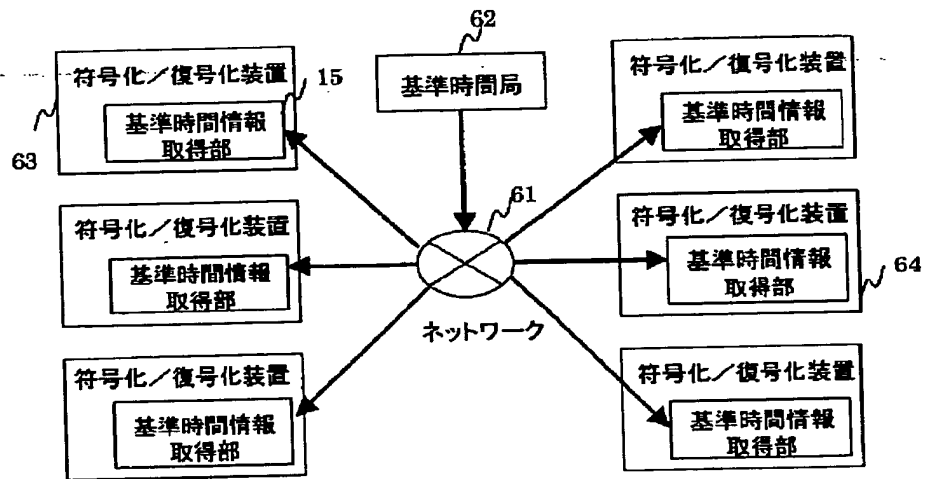 62
符号化／復号化装置
15
基準時間情報
取得部
63
基準時間局
符号化／復号化装置
基準時間情報
取得部
61
符号化／復号化装置
基準時間情報
取得部
符号化／復号化装置
基準時間情報
取得部
64
ネットワーク
符号化／復号化装置
基準時間情報
取得部
符号化／復号化装置
基準時間情報
取得部